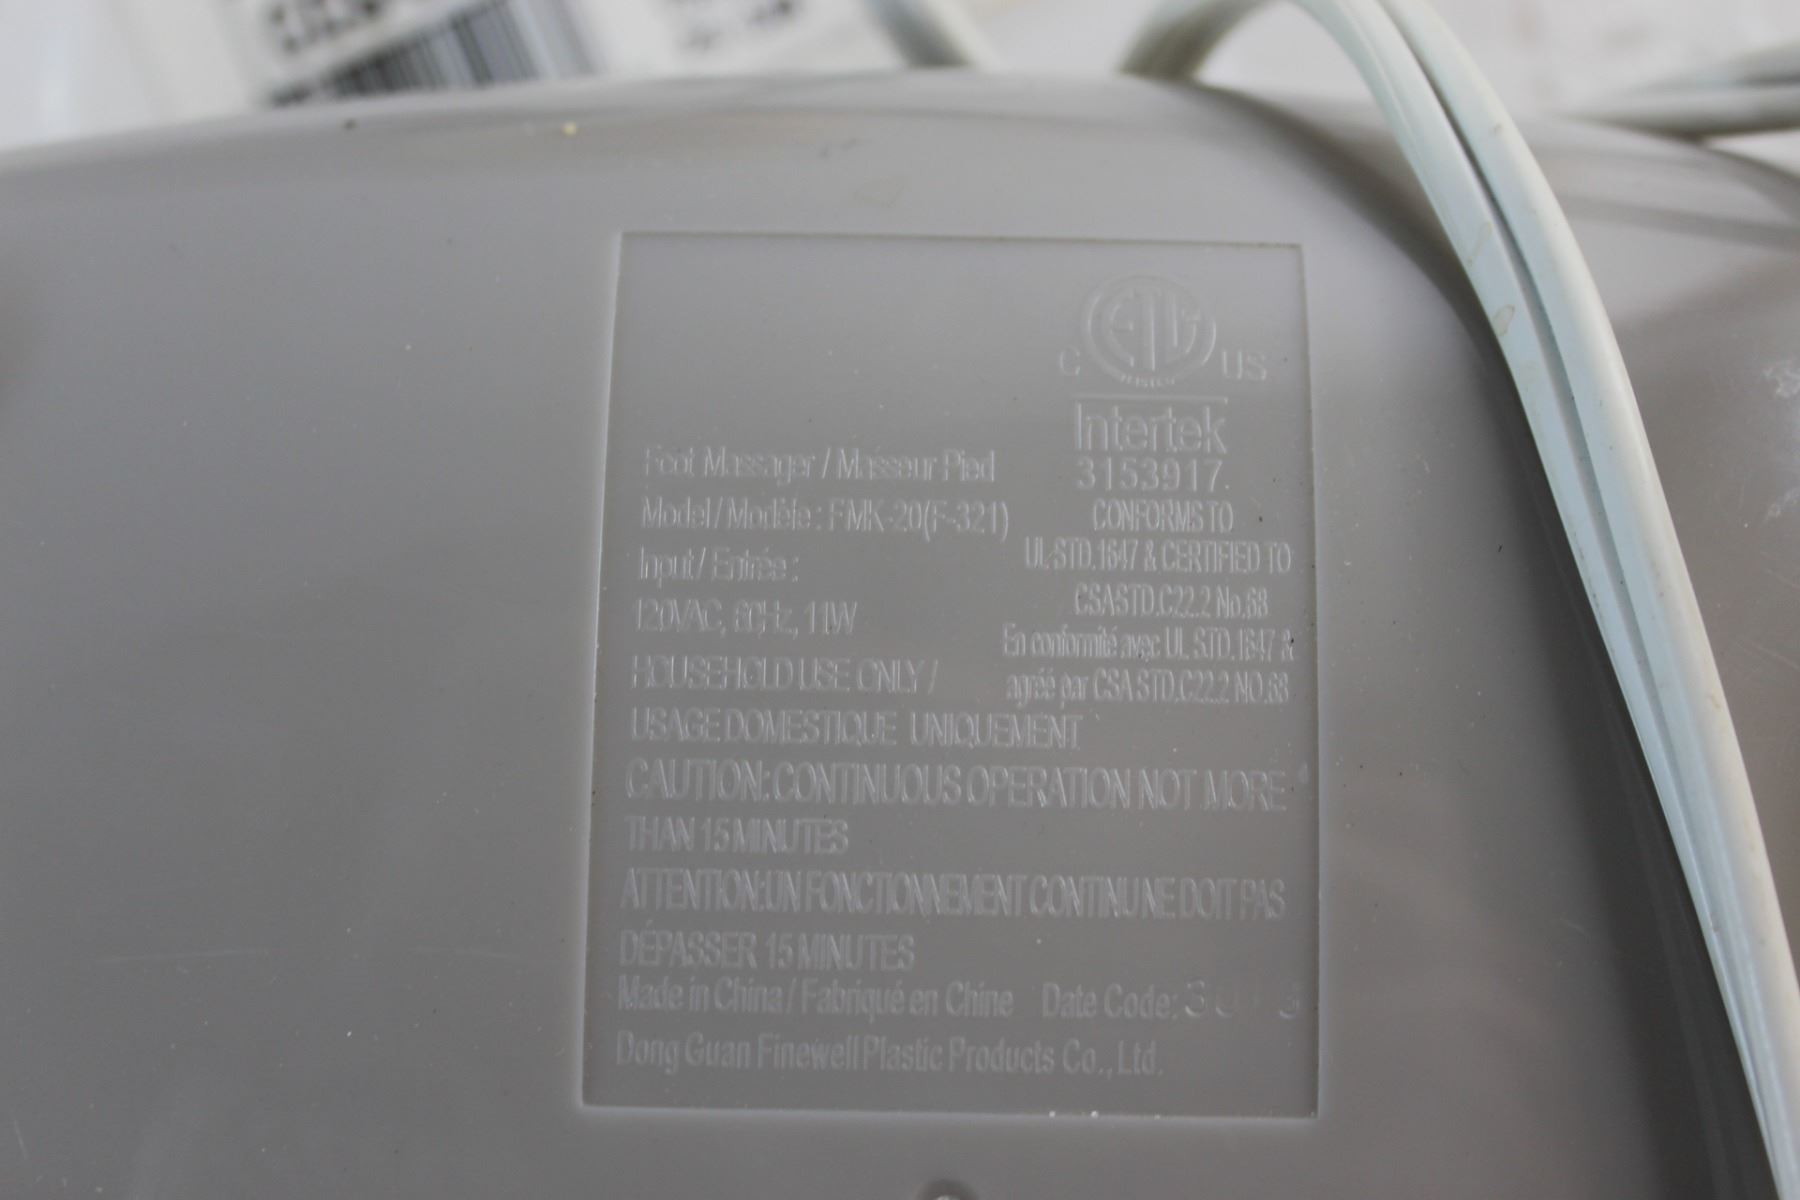 ETL
LISTED
C US
Intertek
3153917.
CONFORMS TO
UL STD.1647 & CERTIFIED TO
CSA STD.C22.2 No.68
En conformité avec UL STD.1647 &
agréé par CSA STD.C22.2 NO.68
Foot Massager / Masseur Pied
Model / Modéle : FMK-20(F-321)
Input / Entrée :
120VAC, 60Hz, 11W
HOUSEHOLD USE ONLY /
USAGE DOMESTIQUE UNIQUEMENT
CAUTION: CONTINUOUS OPERATION NOT MORE
THAN 15 MINUTES
ATTENTION: UN FONCTIONNEMENT CONTINU NE DOIT PAS
DÉPASSER 15 MINUTES
Made in China / Fabriqué en Chine Date Code:
Dong Guan Finewell Plastic Products Co., Ltd.